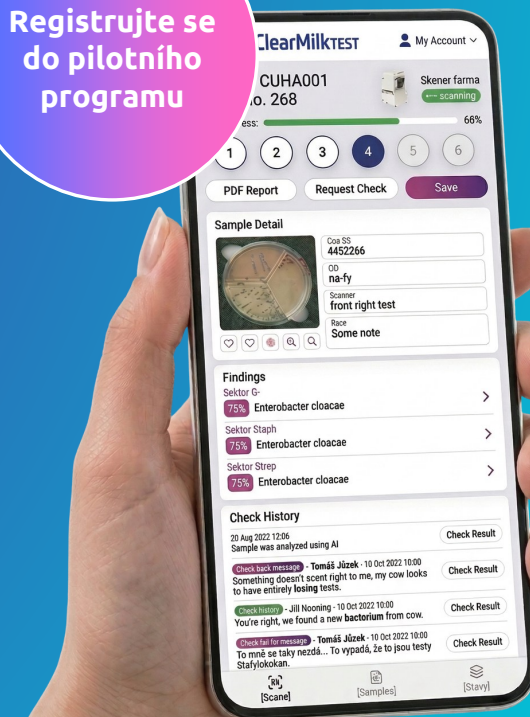 Registrujte se
do pilotního
programu
ClearMilkTEST
My Account
CUHA001
no. 268
Skener farma
scanning
ess:
66%
1 2 3 4 5 6
PDF Report
Request Check
Save
Sample Detail
Coa SS
4452266
OD
na-fy
Scanner
front right test
Race
Some note
Findings
Sektor G-
75% Enterobacter cloacae
Sektor Staph
75% Enterobacter cloacae
Sektor Strep
75% Enterobacter cloacae
Check History
20 Aug 2022 12:06
Sample was analyzed using AI
Check Result
Check back message - Tomáš Jůzek · 10 Oct 2022 10:00
Something doesn't scent right to me, my cow looks
to have entirely losing tests.
Check Result
Check history - Jill Nooning · 10 Oct 2022 10:00
You're right, we found a new bactorium from cow.
Check Result
Check fail for message - Tomáš Jůzek · 10 Oct 2022 10:00
To mně se taky nezdá... To vypadá, že to jsou testy
Stafylokokan.
Check Result
[Scane]
[Samples]
[Stavy]